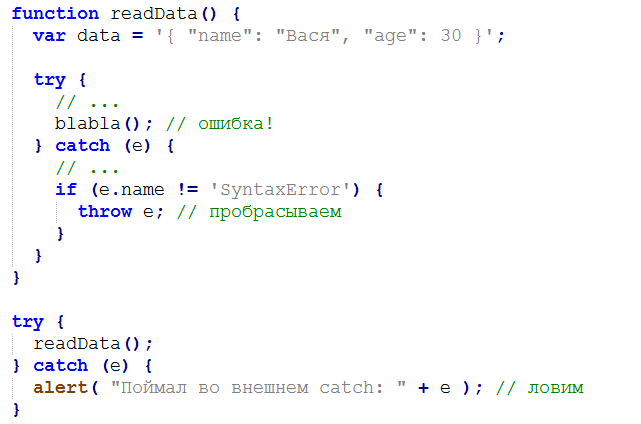 function readData() {
  var data = '{ "name": "Вася", "age": 30 }';

  try {
    // ...
    blabla(); // ошибка!
  } catch (e) {
    // ...
    if (e.name != 'SyntaxError') {
      throw e; // пробрасываем
    }
  }
}

try {
  readData();
} catch (e) {
  alert( "Поймал во внешнем catch: " + e ); // ловим
}